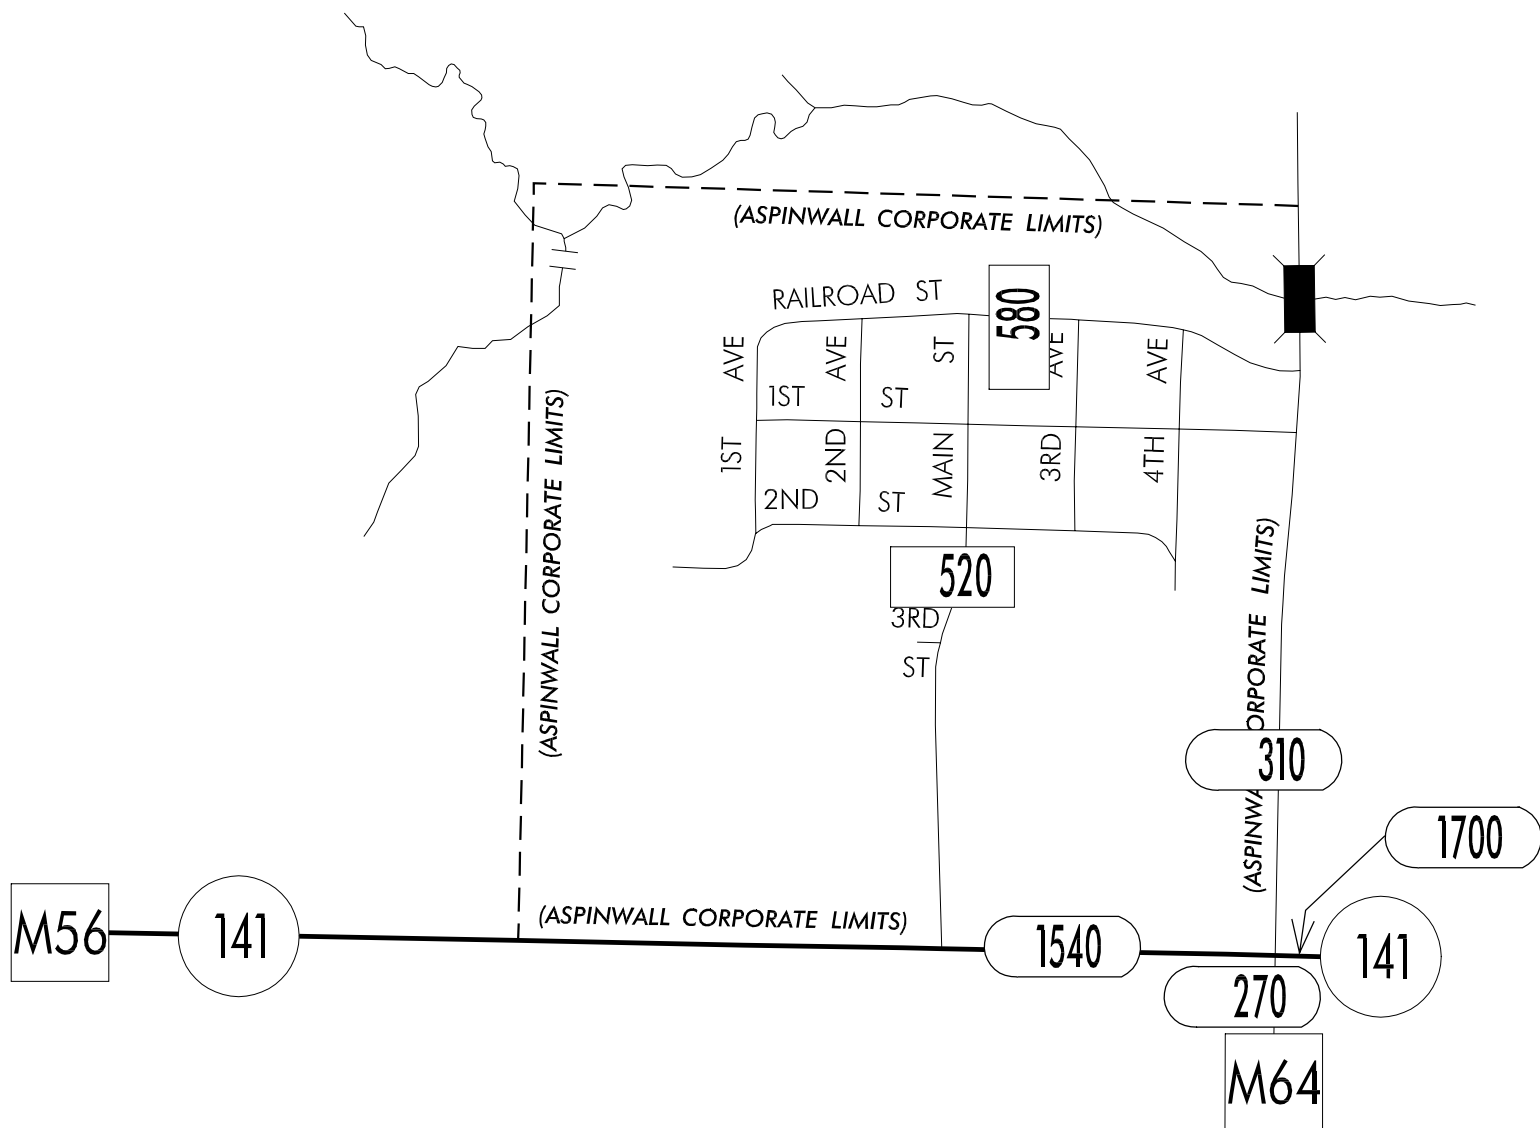 (ASPINWALL CORPORATE LIMITS)
RAILROAD ST
580
AVE
AVE
ST
AVE
AVE
1ST ST
1ST
2ND
MAIN
3RD
4TH
2ND ST
520
3RD
ST
(ASPINWALL CORPORATE LIMITS)
(ASPINWALL CORPORATE LIMITS)
310
1700
(ASPINWALL CORPORATE LIMITS)
M56
141
1540
141
270
M64